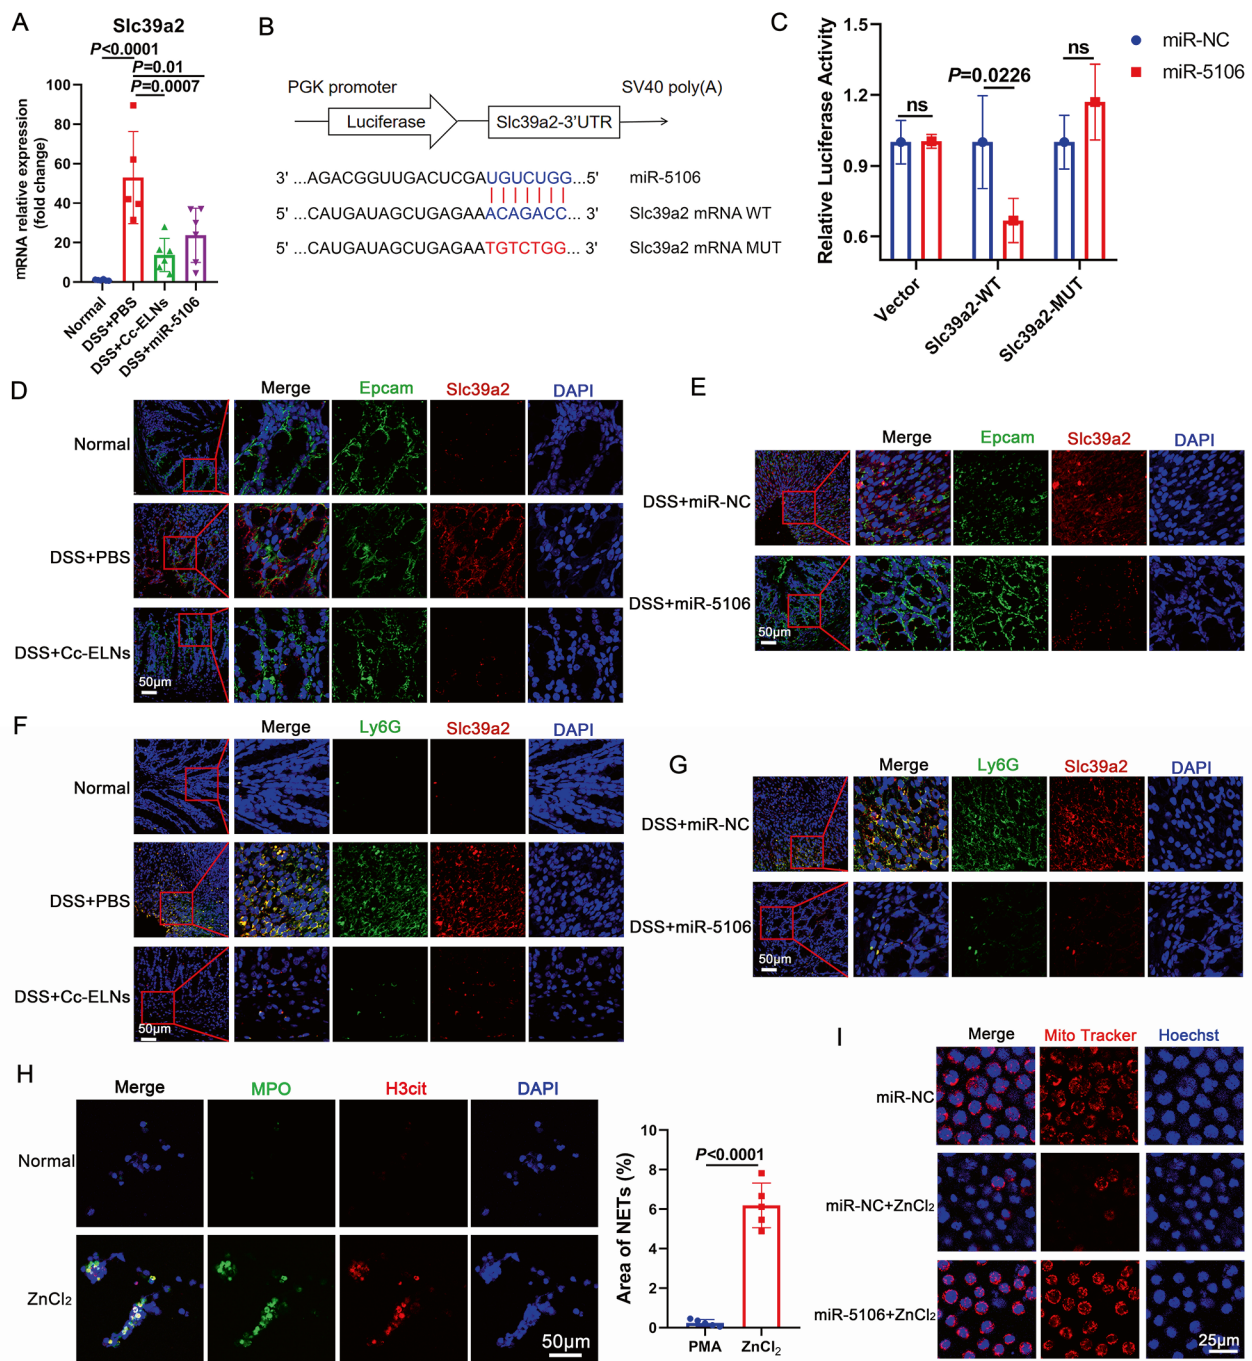 A
Slc39a2
P<0.0001
P=0.01
P=0.0007
mRNA relative expression
(fold change)
100
80
60
40
20
0
Normal
DSS+PBS
DSS+Cc-ELNs
DSS+miR-5106
B
PGK promoter
SV40 poly(A)
Luciferase
Slc39a2-3'UTR
3' ...AGACGGUUGACUCGAUGUCUGG...5' miR-5106
5' ...CAUGAUAGCUGAGAAACAGACC... 3' Slc39a2 mRNA WT
5' ...CAUGAUAGCUGAGAATGTCTGG... 3' Slc39a2 mRNA MUT
C
Relative Luciferase Activity
1.5
1.2
0.9
0.6
ns
P=0.0226
ns
miR-NC
miR-5106
Vector
Slc39a2-WT
Slc39a2-MUT
D
Merge Epcam Slc39a2 DAPI
Normal
DSS+PBS
DSS+Cc-ELNs
50μm
E
Merge Epcam Slc39a2 DAPI
DSS+miR-NC
DSS+miR-5106
50μm
F
Merge Ly6G Slc39a2 DAPI
Normal
DSS+PBS
DSS+Cc-ELNs
50μm
G
Merge Ly6G Slc39a2 DAPI
DSS+miR-NC
DSS+miR-5106
50μm
H
Merge MPO H3cit DAPI
Normal
ZnCl₂
50μm
Area of NETs (%)
10
8
6
4
2
0
P<0.0001
PMA
ZnCl₂
I
Merge Mito Tracker Hoechst
miR-NC
miR-NC+ZnCl₂
miR-5106+ZnCl₂
25μm